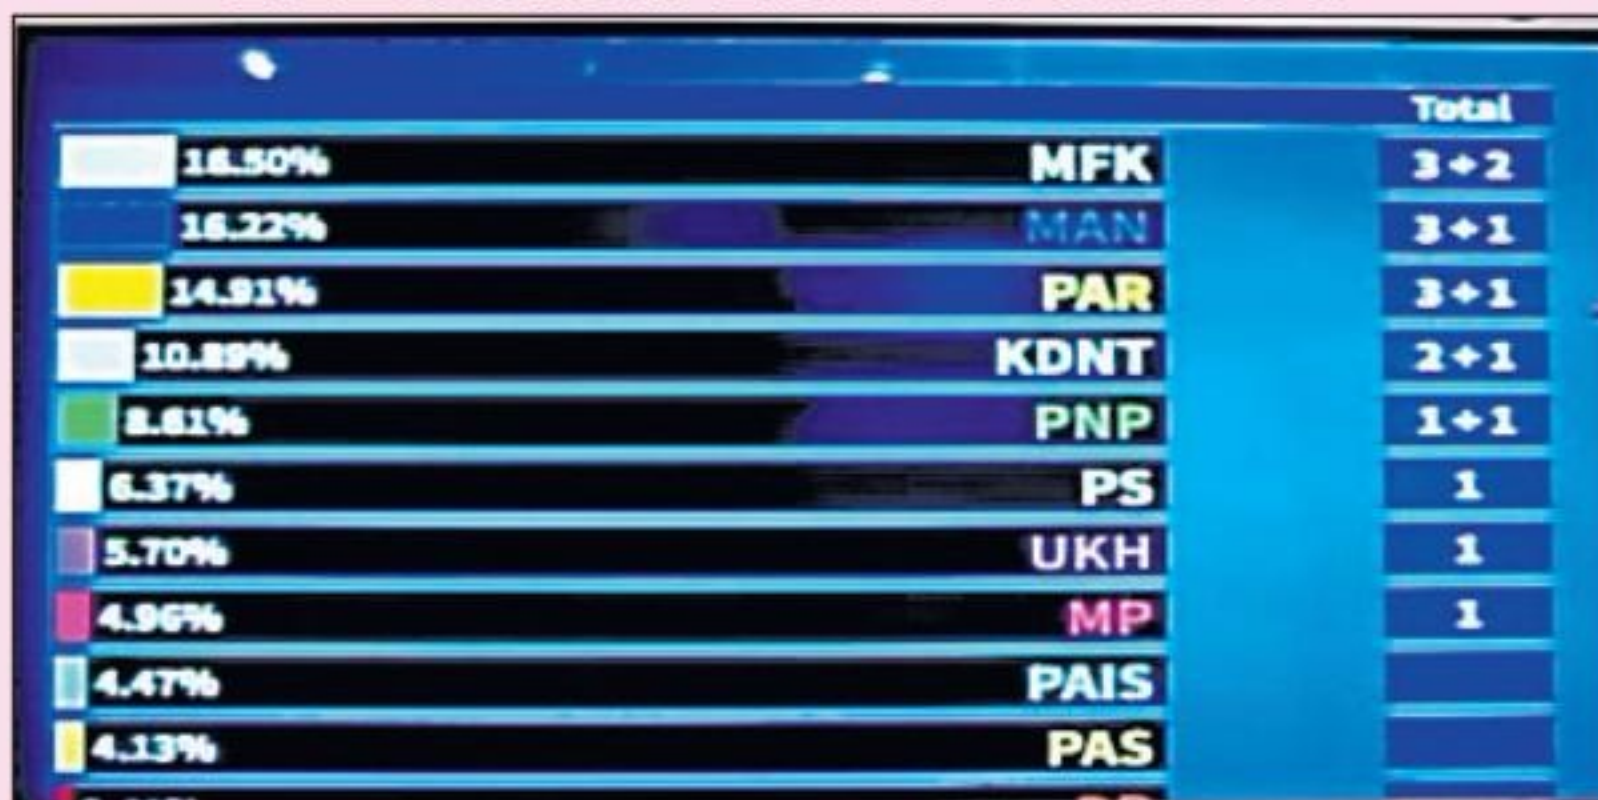 Total
16.50% MFK 3+2
16.22% MAN 3+1
14.91% PAR 3+1
10.89% KDNT 2+1
8.61% PNP 1+1
6.37% PS 1
5.70% UKH 1
4.96% MP 1
4.47% PAIS
4.13% PAS